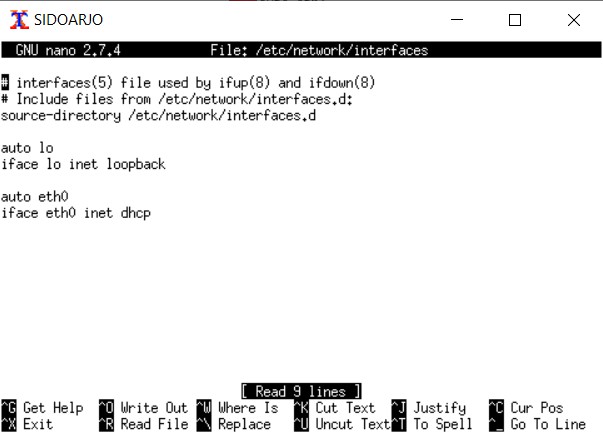 SIDOARJO
GNU nano 2.7.4 File: /etc/network/interfaces
# interfaces(5) file used by ifup(8) and ifdown(8)
# Include files from /etc/network/interfaces.d:
source-directory /etc/network/interfaces.d
auto lo
iface lo inet loopback
auto eth0
iface eth0 inet dhcp
[ Read 9 lines ]
^G Get Help ^O Write Out ^W Where Is ^K Cut Text ^J Justify ^C Cur Pos
^X Exit ^R Read File ^\ Replace ^U Uncut Text ^T To Spell ^_ Go To Line